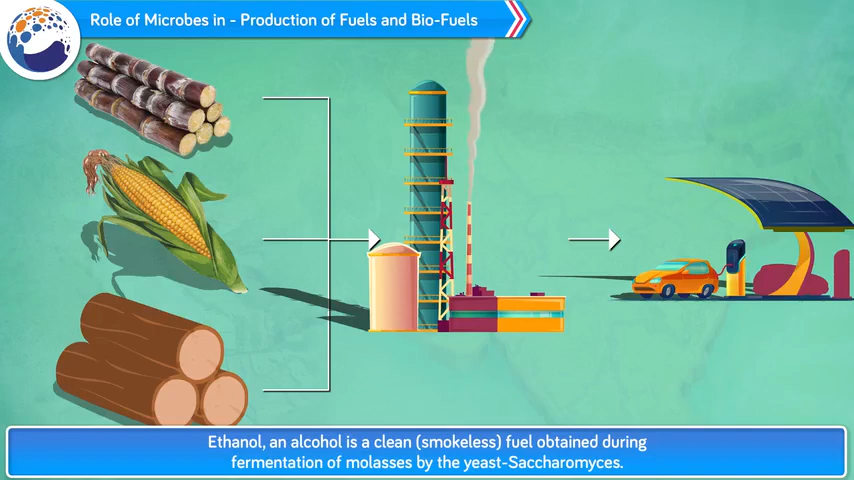 Role of Microbes in - Production of Fuels and Bio-Fuels
Ethanol, an alcohol is a clean (smokeless) fuel obtained during
fermentation of molasses by the yeast-Saccharomyces.